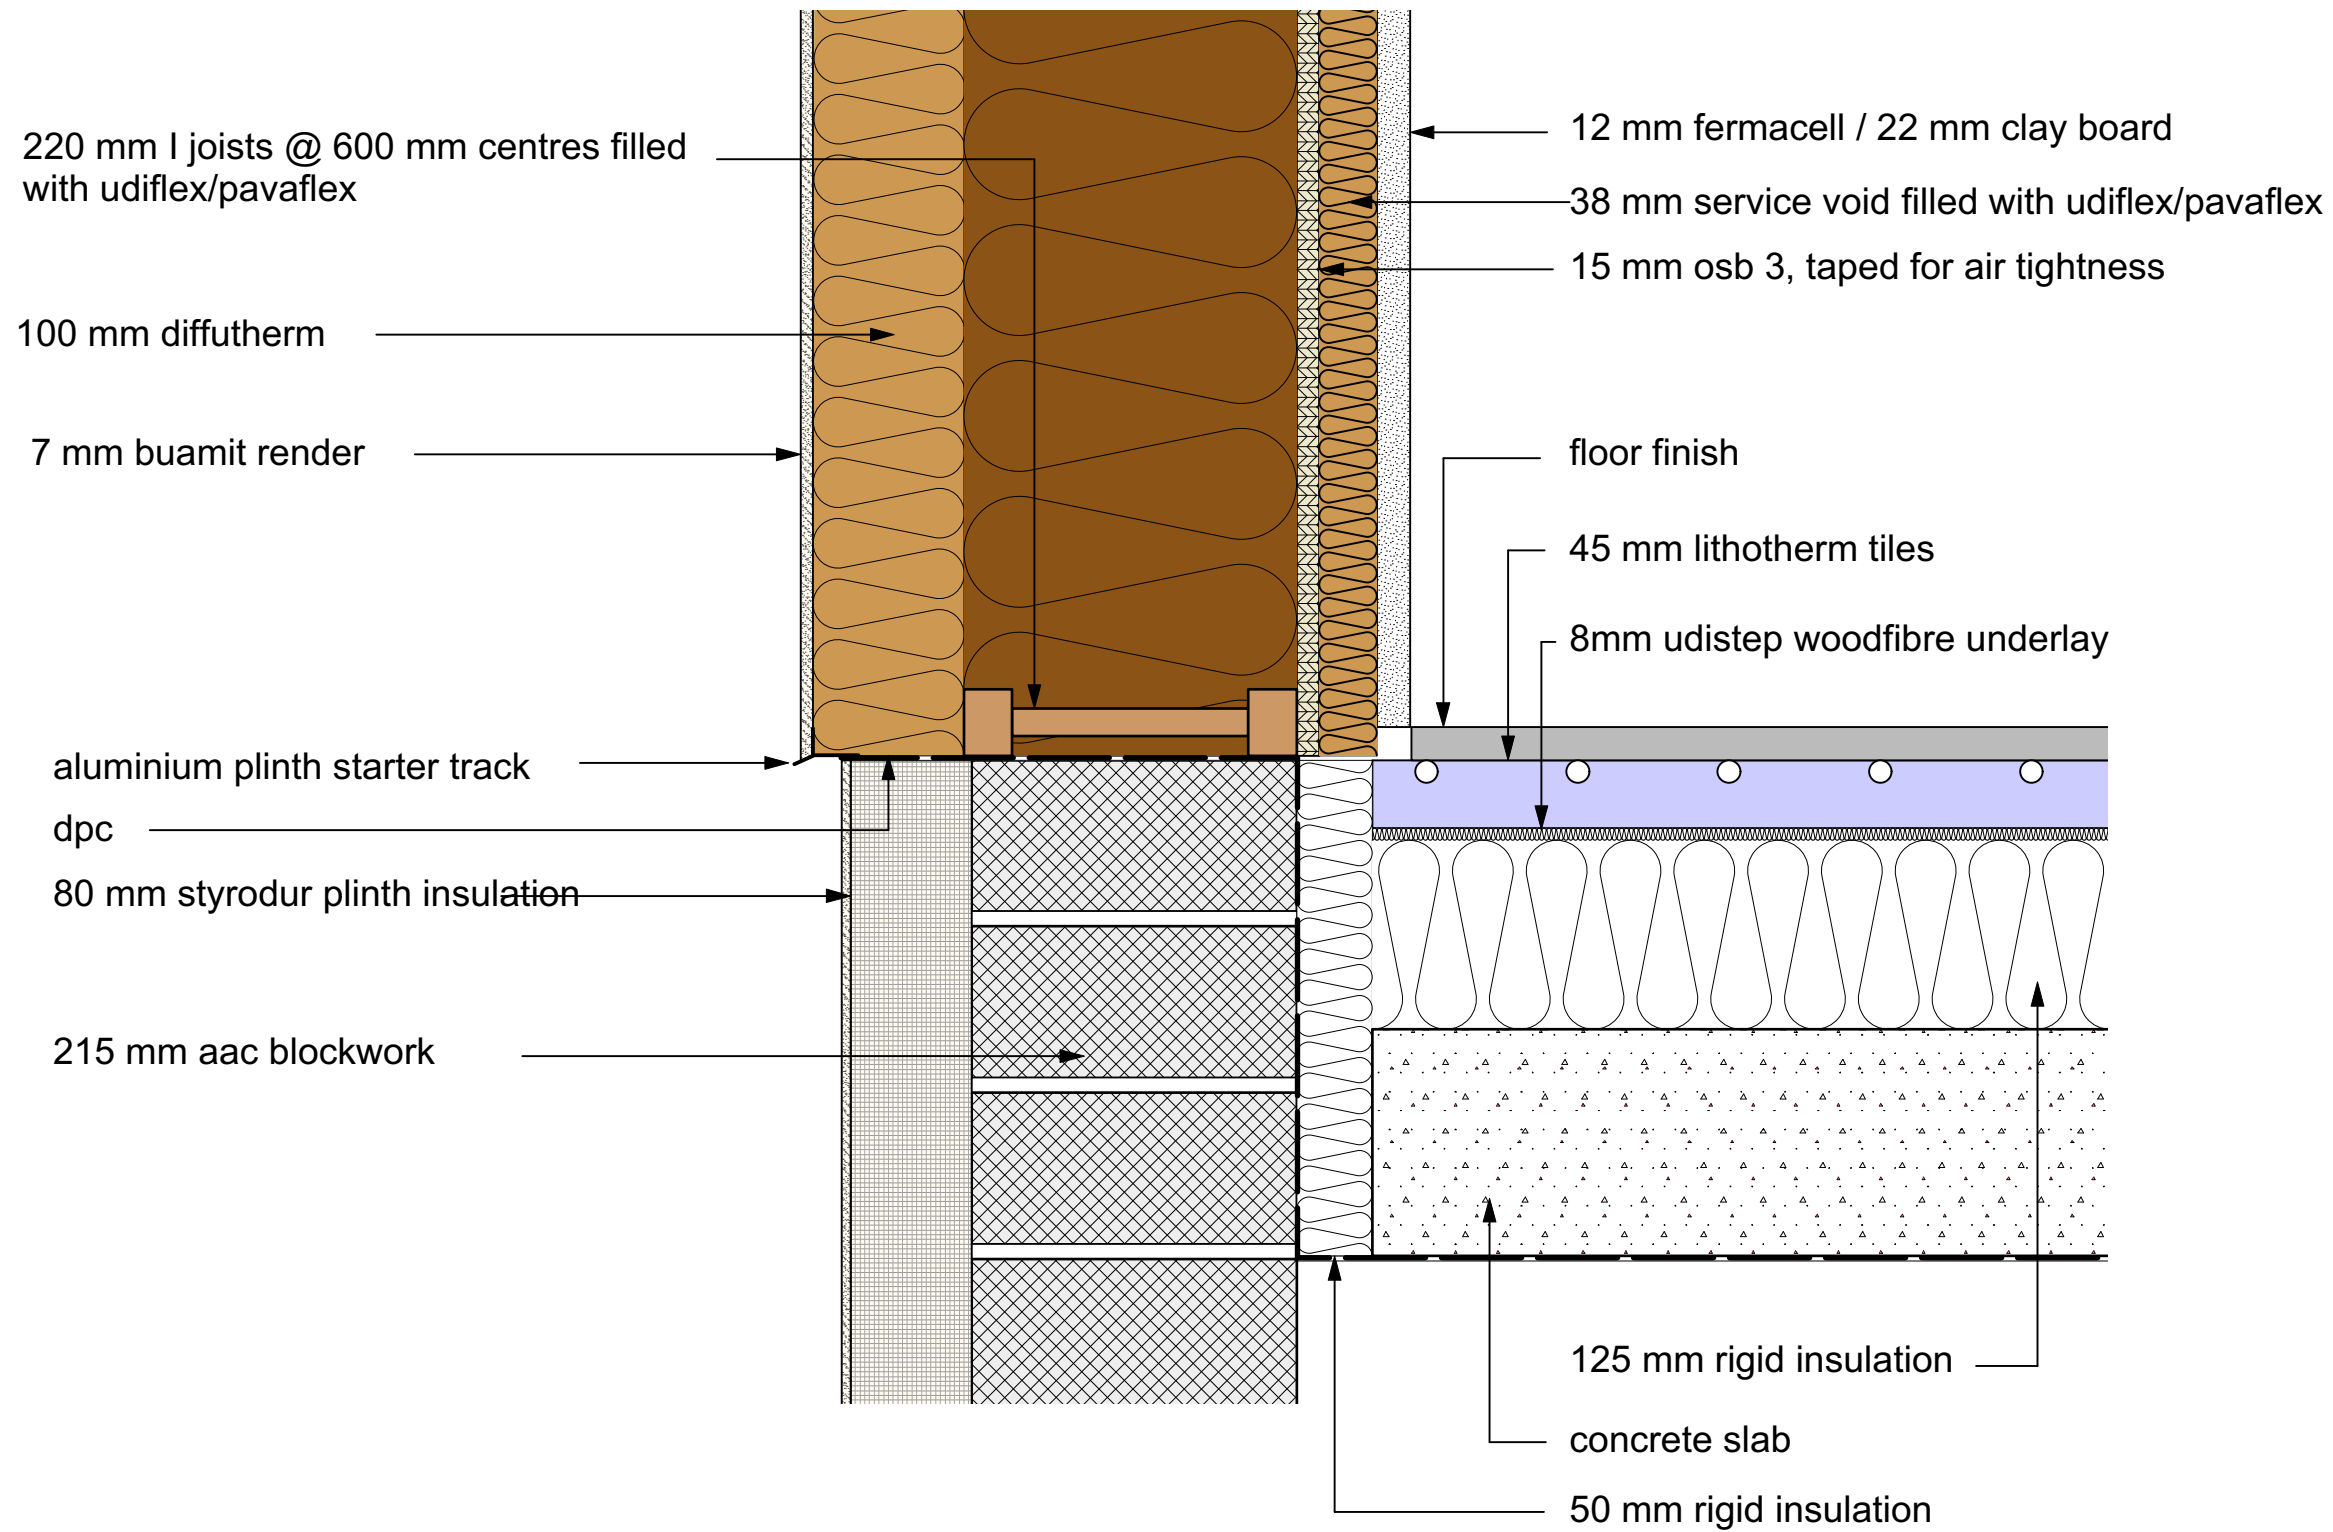 220 mm I joists @ 600 mm centres filled
with udiflex/pavaflex
100 mm diffutherm
7 mm buamit render
aluminium plinth starter track
dpc
80 mm styrodur plinth insulation
215 mm aac blockwork
12 mm fermacell / 22 mm clay board
38 mm service void filled with udiflex/pavaflex
15 mm osb 3, taped for air tightness
floor finish
45 mm lithotherm tiles
8mm udistep woodfibre underlay
125 mm rigid insulation
concrete slab
50 mm rigid insulation